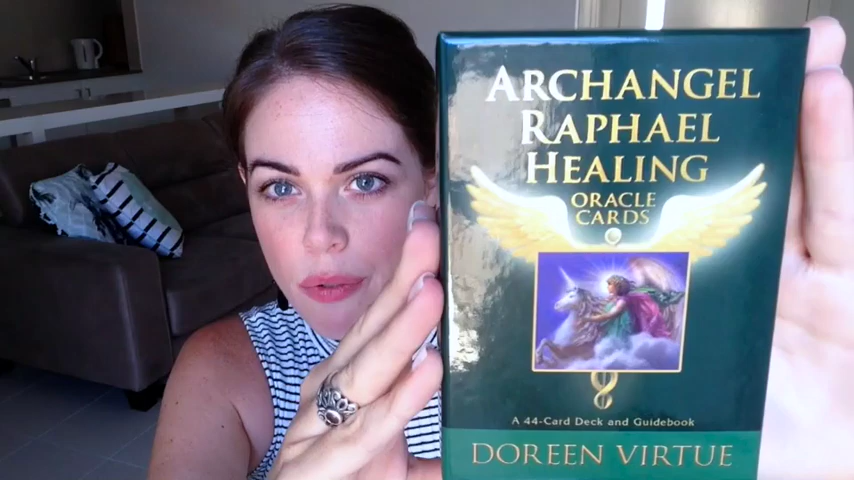 ARCHANGEL
RAPHAEL
HEALING
ORACLE
CARDS
A 44-Card Deck and Guidebook
DOREEN VIRTUE